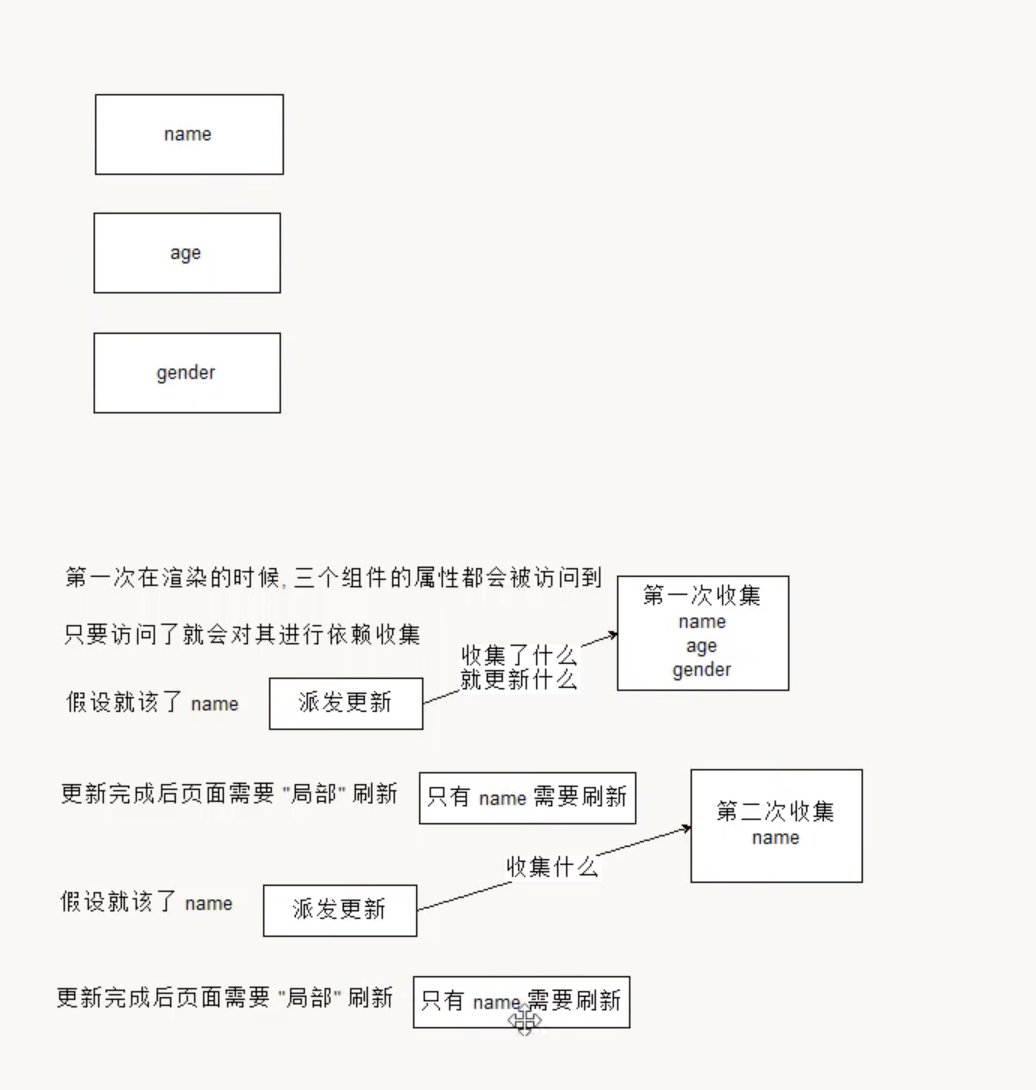 name
age
gender
第一次在渲染的时候, 三个组件的属性都会被访问到
第一次收集
name
age
gender
只要访问了就会对其进行依赖收集
收集了什么
就更新什么
假设就该了 name
派发更新
更新完成后页面需要 "局部" 刷新
只有 name 需要刷新
第二次收集
name
收集什么
假设就该了 name
派发更新
更新完成后页面需要 "局部" 刷新
只有 name 需要刷新